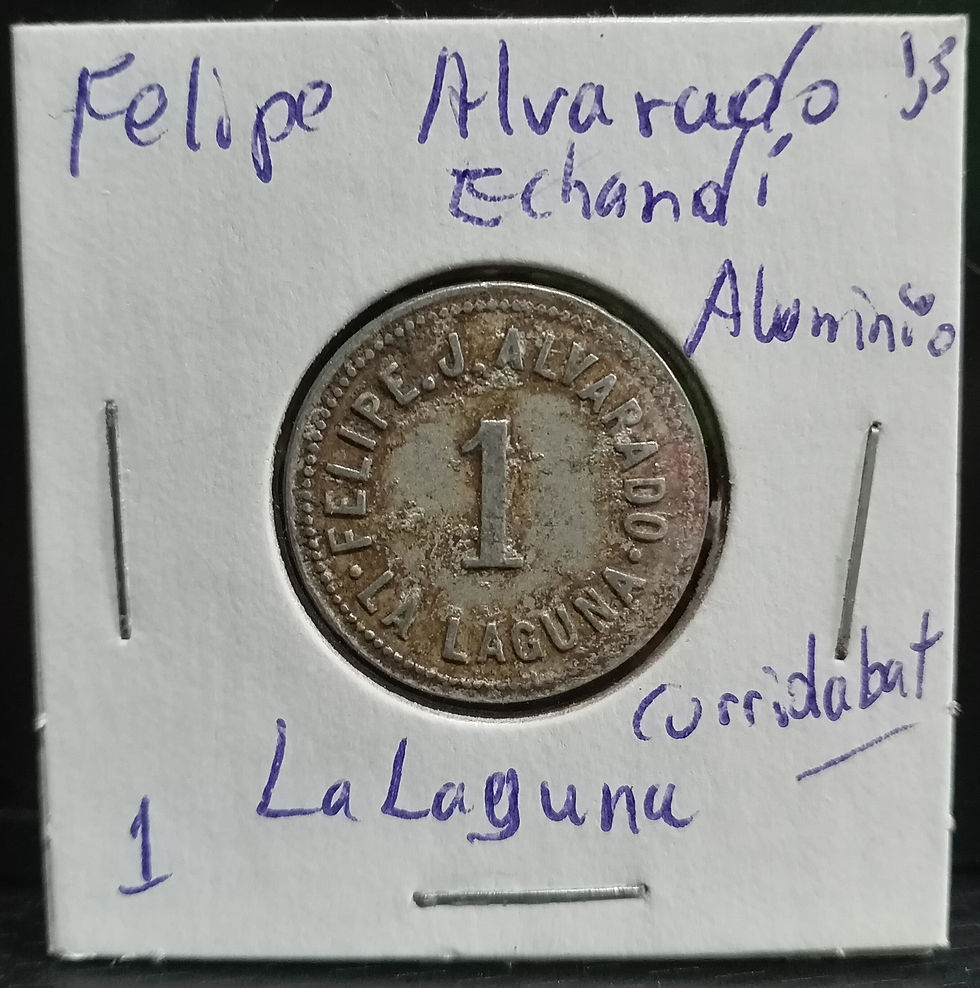 Felipe Alvarado
Echandí
Aluminio
FELIPE. J. ALVARADO.
1
· LA LAGUNA ·
Curridabat
La Laguna
1